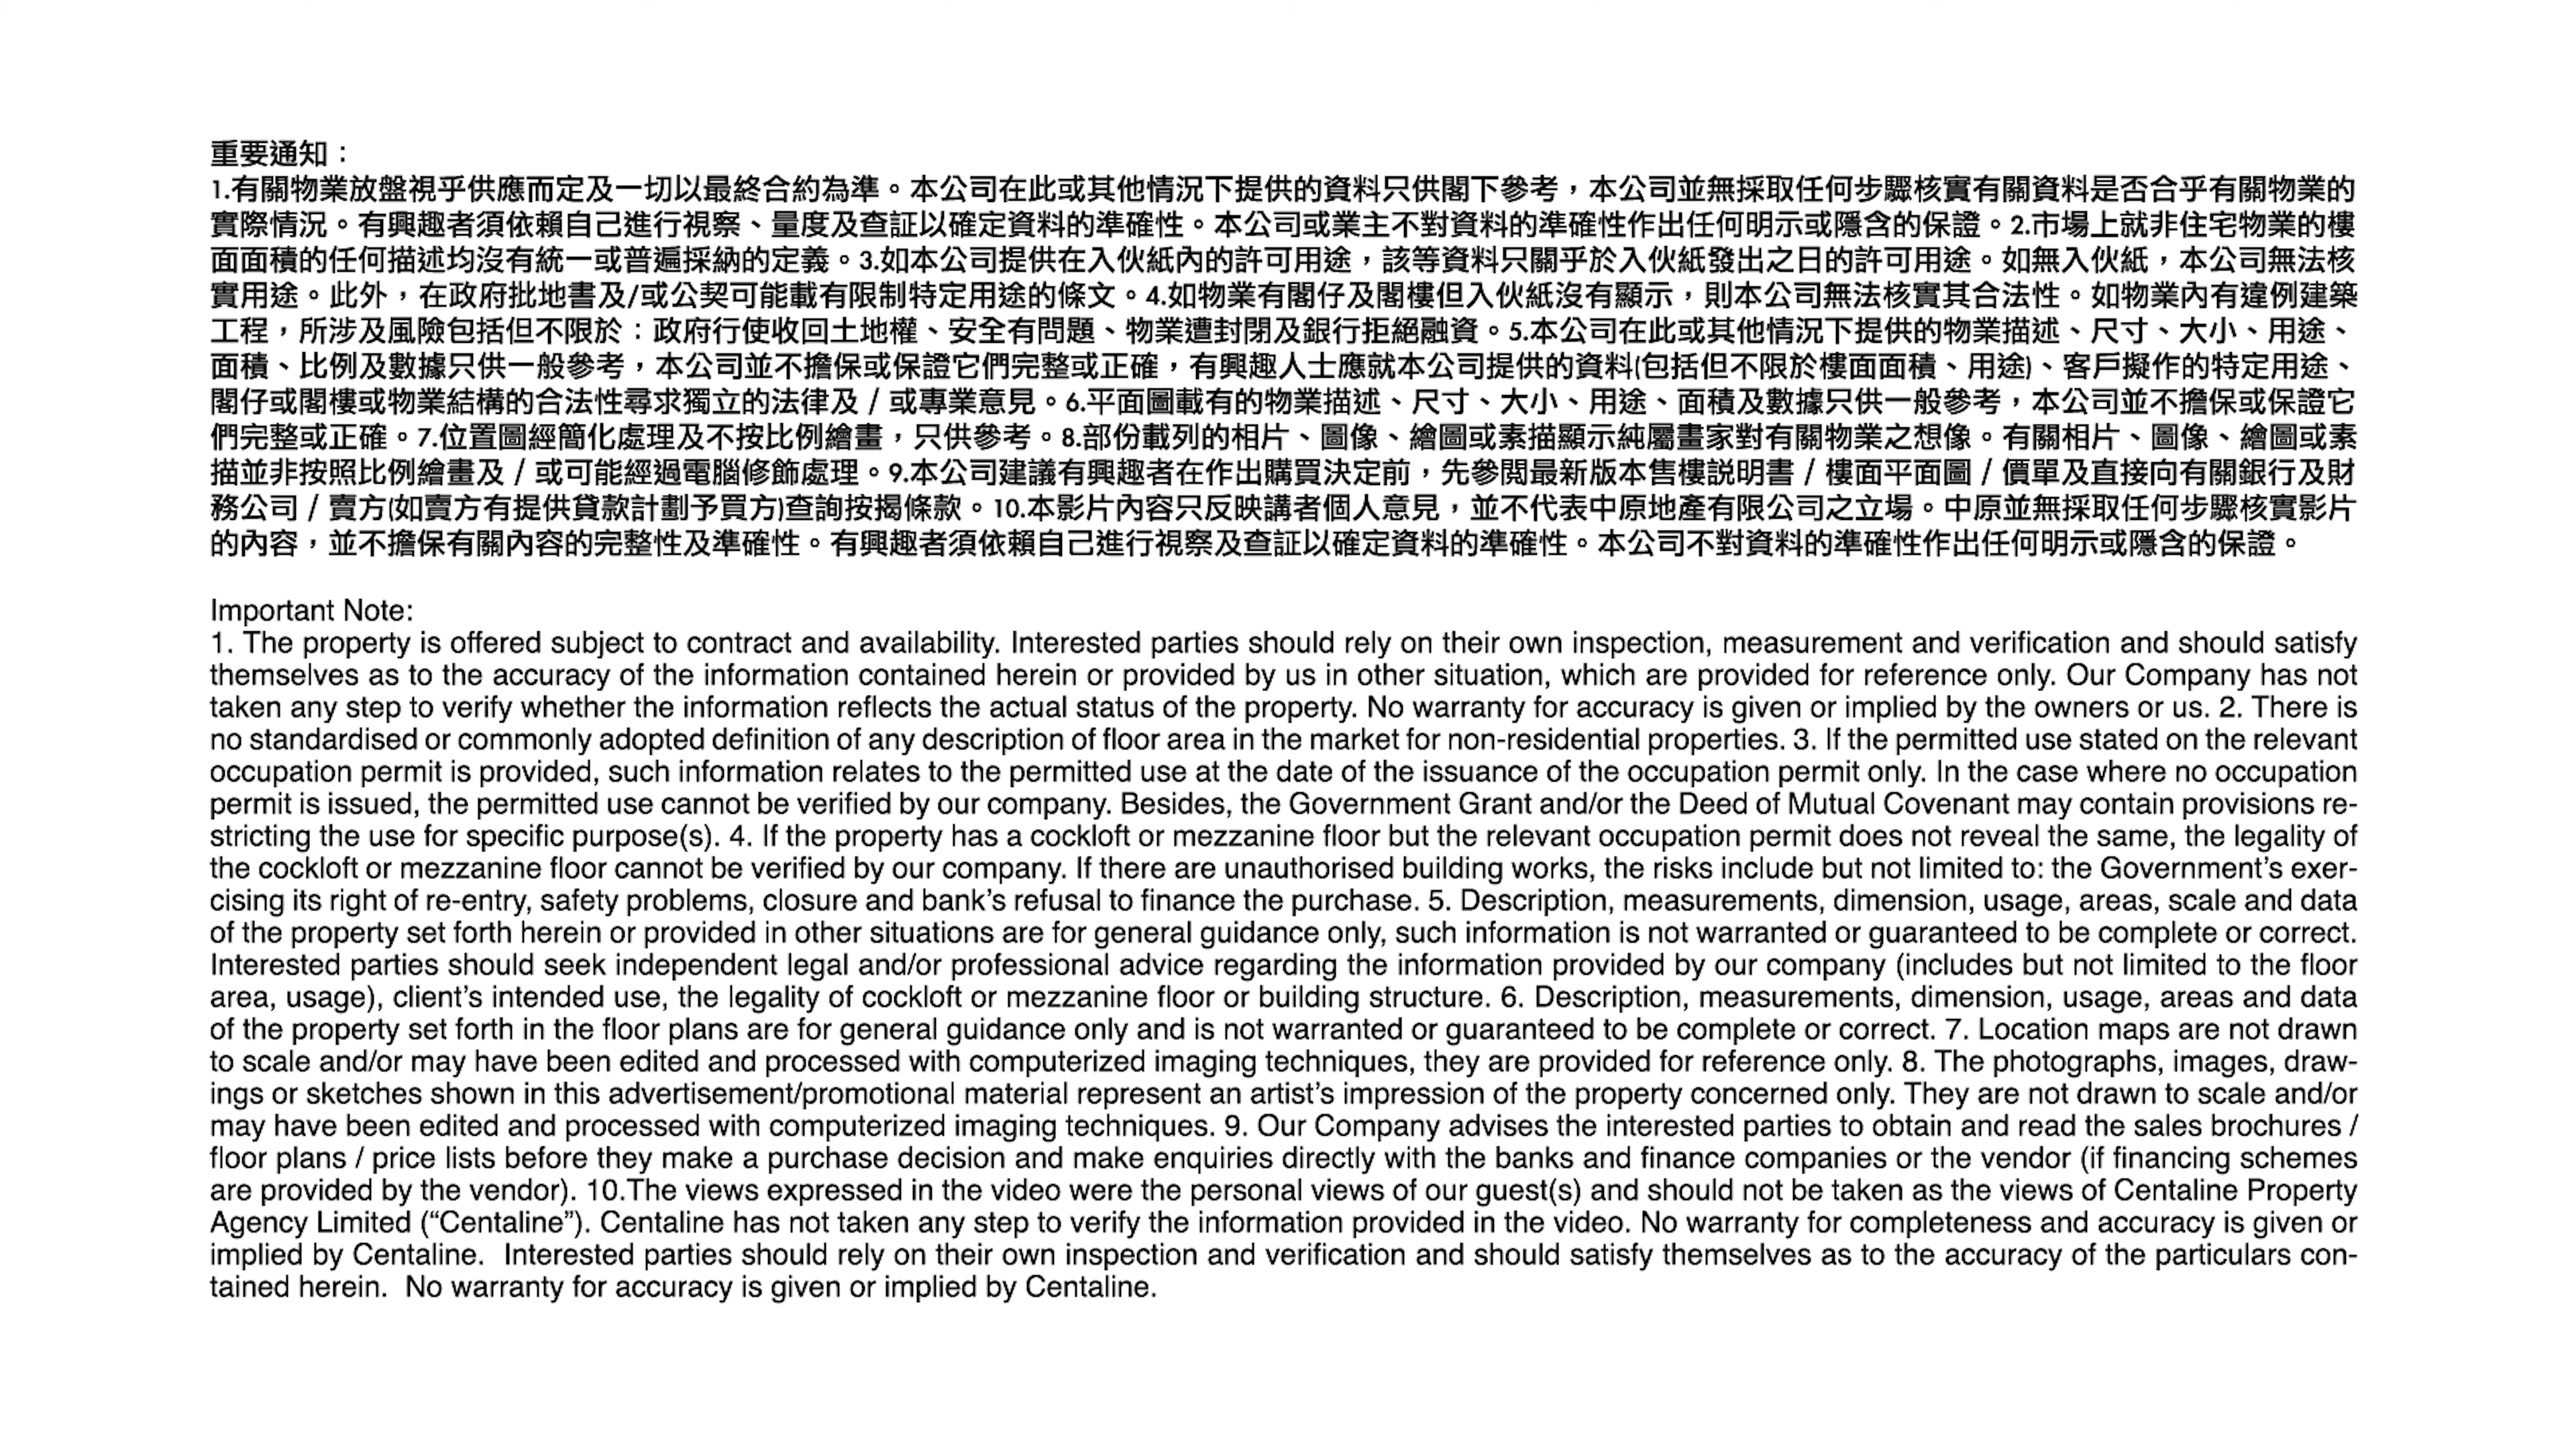 重要通知：
1.有關物業放盤視乎供應而定及一切以最終合約為準。本公司在此或其他情況下提供的資料只供閣下參考，本公司並無採取任何步驟核實有關資料是否合乎有關物業的
實際情況。有興趣者須依賴自己進行視察、量度及查証以確定資料的準確性。本公司或業主不對資料的準確性作出任何明示或隱含的保證。2.市場上就非住宅物業的樓
面面積的任何描述均沒有統一或普遍採納的定義。3.如本公司提供在入伙紙內的許可用途，該等資料只關乎於入伙紙發出之日的許可用途。如無入伙紙，本公司無法核
實用途。此外，在政府批地書及/或公契可能載有限制特定用途的條文。4.如物業有閣仔及閣樓但入伙紙沒有顯示，則本公司無法核實其合法性。如物業內有違例建築
工程，所涉及風險包括但不限於：政府行使收回土地權、安全有問題、物業遭封閉及銀行拒絕融資。5.本公司在此或其他情況下提供的物業描述、尺寸、大小、用途、
面積、比例及數據只供一般參考，本公司並不擔保或保證它們完整或正確，有興趣人士應就本公司提供的資料(包括但不限於樓面面積、用途)、客戶擬作的特定用途、
閣仔或閣樓或物業結構的合法性尋求獨立的法律及 / 或專業意見。6.平面圖載有的物業描述、尺寸、大小、用途、面積及數據只供一般參考，本公司並不擔保或保證它
們完整或正確。7.位置圖經簡化處理及不按比例繪畫，只供參考。8.部份載列的相片、圖像、繪圖或素描顯示純屬畫家對有關物業之想像。有關相片、圖像、繪圖或素
描並非按照比例繪畫及 / 或可能經過電腦修飾處理。9.本公司建議有興趣者在作出購買決定前，先參閱最新版本售樓説明書 / 樓面平面圖 / 價單及直接向有關銀行及財
務公司 / 賣方(如賣方有提供貸款計劃予買方)查詢按揭條款。10.本影片內容只反映講者個人意見，並不代表中原地產有限公司之立場。中原並無採取任何步驟核實影片
的內容，並不擔保有關內容的完整性及準確性。有興趣者須依賴自己進行視察及查証以確定資料的準確性。本公司不對資料的準確性作出任何明示或隱含的保證。
Important Note:
1. The property is offered subject to contract and availability. Interested parties should rely on their own inspection, measurement and verification and should satisfy
themselves as to the accuracy of the information contained herein or provided by us in other situation, which are provided for reference only. Our Company has not
taken any step to verify whether the information reflects the actual status of the property. No warranty for accuracy is given or implied by the owners or us. 2. There is
no standardised or commonly adopted definition of any description of floor area in the market for non-residential properties. 3. If the permitted use stated on the relevant
occupation permit is provided, such information relates to the permitted use at the date of the issuance of the occupation permit only. In the case where no occupation
permit is issued, the permitted use cannot be verified by our company. Besides, the Government Grant and/or the Deed of Mutual Covenant may contain provisions re-
stricting the use for specific purpose(s). 4. If the property has a cockloft or mezzanine floor but the relevant occupation permit does not reveal the same, the legality of
the cockloft or mezzanine floor cannot be verified by our company. If there are unauthorised building works, the risks include but not limited to: the Government’s exer-
cising its right of re-entry, safety problems, closure and bank’s refusal to finance the purchase. 5. Description, measurements, dimension, usage, areas, scale and data
of the property set forth herein or provided in other situations are for general guidance only, such information is not warranted or guaranteed to be complete or correct.
Interested parties should seek independent legal and/or professional advice regarding the information provided by our company (includes but not limited to the floor
area, usage), client’s intended use, the legality of cockloft or mezzanine floor or building structure. 6. Description, measurements, dimension, usage, areas and data
of the property set forth in the floor plans are for general guidance only and is not warranted or guaranteed to be complete or correct. 7. Location maps are not drawn
to scale and/or may have been edited and processed with computerized imaging techniques, they are provided for reference only. 8. The photographs, images, draw-
ings or sketches shown in this advertisement/promotional material represent an artist’s impression of the property concerned only. They are not drawn to scale and/or
may have been edited and processed with computerized imaging techniques. 9. Our Company advises the interested parties to obtain and read the sales brochures /
floor plans / price lists before they make a purchase decision and make enquiries directly with the banks and finance companies or the vendor (if financing schemes
are provided by the vendor). 10.The views expressed in the video were the personal views of our guest(s) and should not be taken as the views of Centaline Property
Agency Limited (“Centaline”). Centaline has not taken any step to verify the information provided in the video. No warranty for completeness and accuracy is given or
implied by Centaline.  Interested parties should rely on their own inspection and verification and should satisfy themselves as to the accuracy of the particulars con-
tained herein.  No warranty for accuracy is given or implied by Centaline.